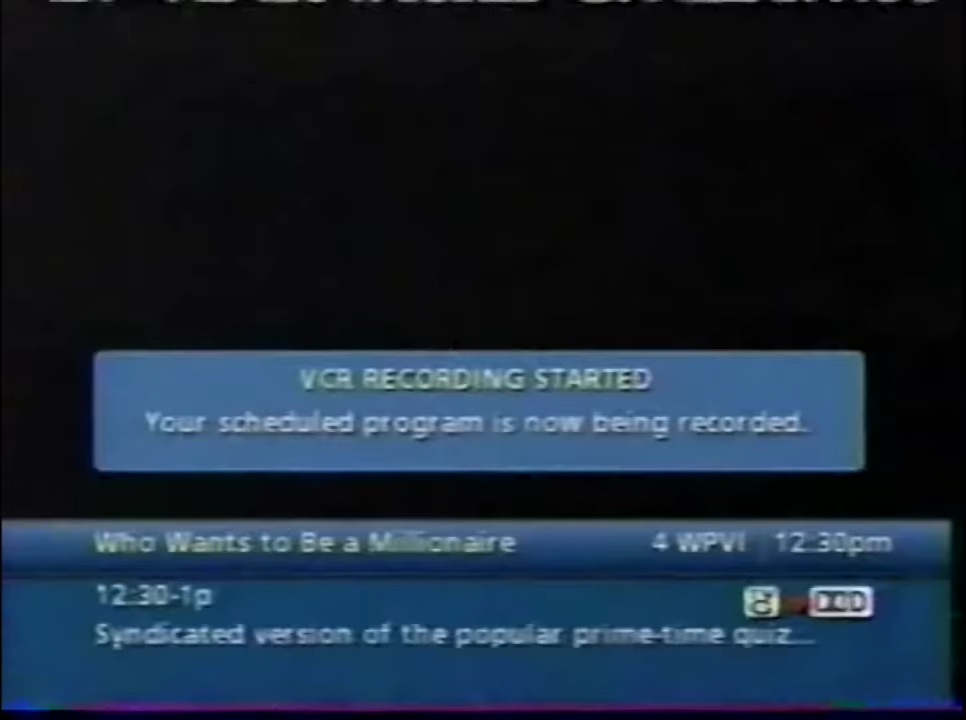 VCR RECORDING STARTED
Your scheduled program is now being recorded.
Who Wants to Be a Millionaire 4 WPVI 12:30pm
12:30-1p
Syndicated version of the popular prime-time quiz...